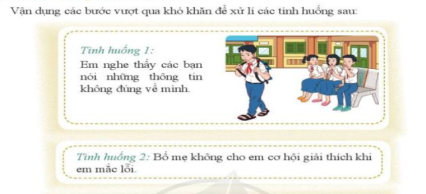 Vận dụng các bước vượt qua khó khăn để xử lí các tình huống sau:
Tình huống 1:
Em nghe thấy các bạn
nói những thông tin
không đúng về mình.
Tình huống 2: Bố mẹ không cho em cơ hội giải thích khi
em mắc lỗi.